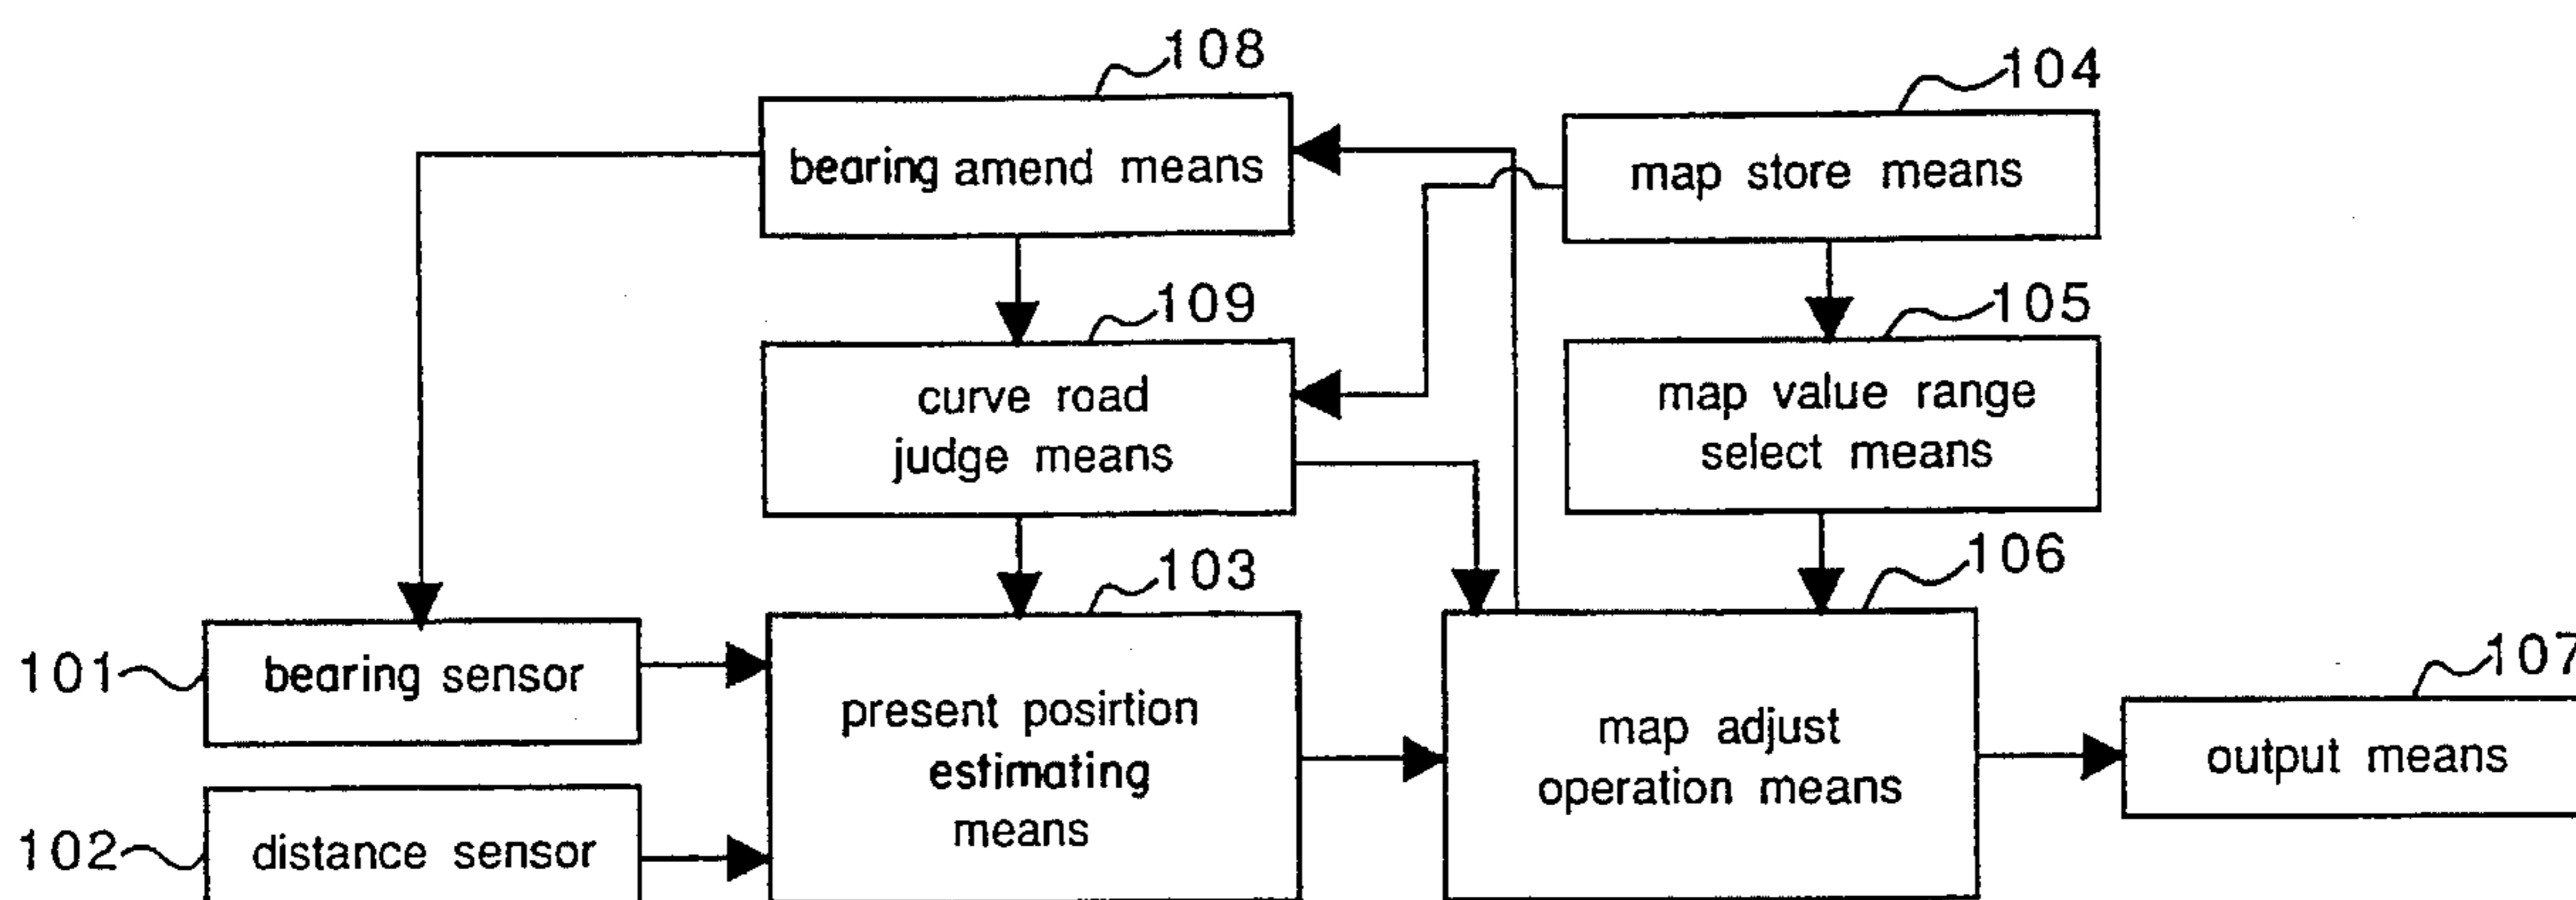 108
104
bearing amend means
map store means
109
105
curve road
judge means
map value range
select means
103
106
101
bearing sensor
107
present posirtion
estimating
means
map adjust
operation means
output means
102
distance sensor